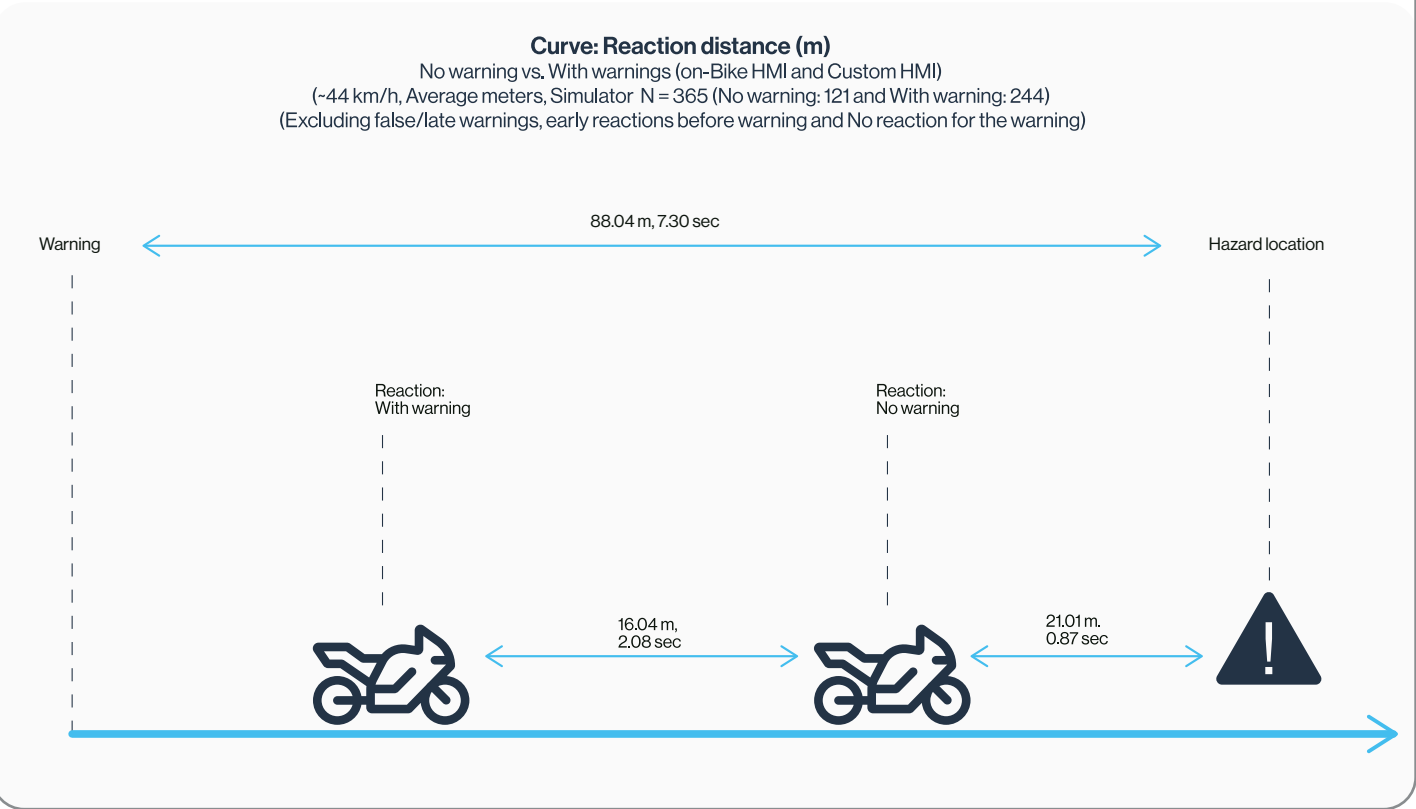 Curve: Reaction distance (m)
No warning vs. With warnings (on-Bike HMI and Custom HMI)
(~44 km/h, Average meters, Simulator N = 365 (No warning: 121 and With warning: 244)
(Excluding false/late warnings, early reactions before warning and No reaction for the warning)
88.04 m, 7.30 sec
Warning
Hazard location
Reaction:
With warning
Reaction:
No warning
16.04 m,
2.08 sec
21.01 m.
0.87 sec
!